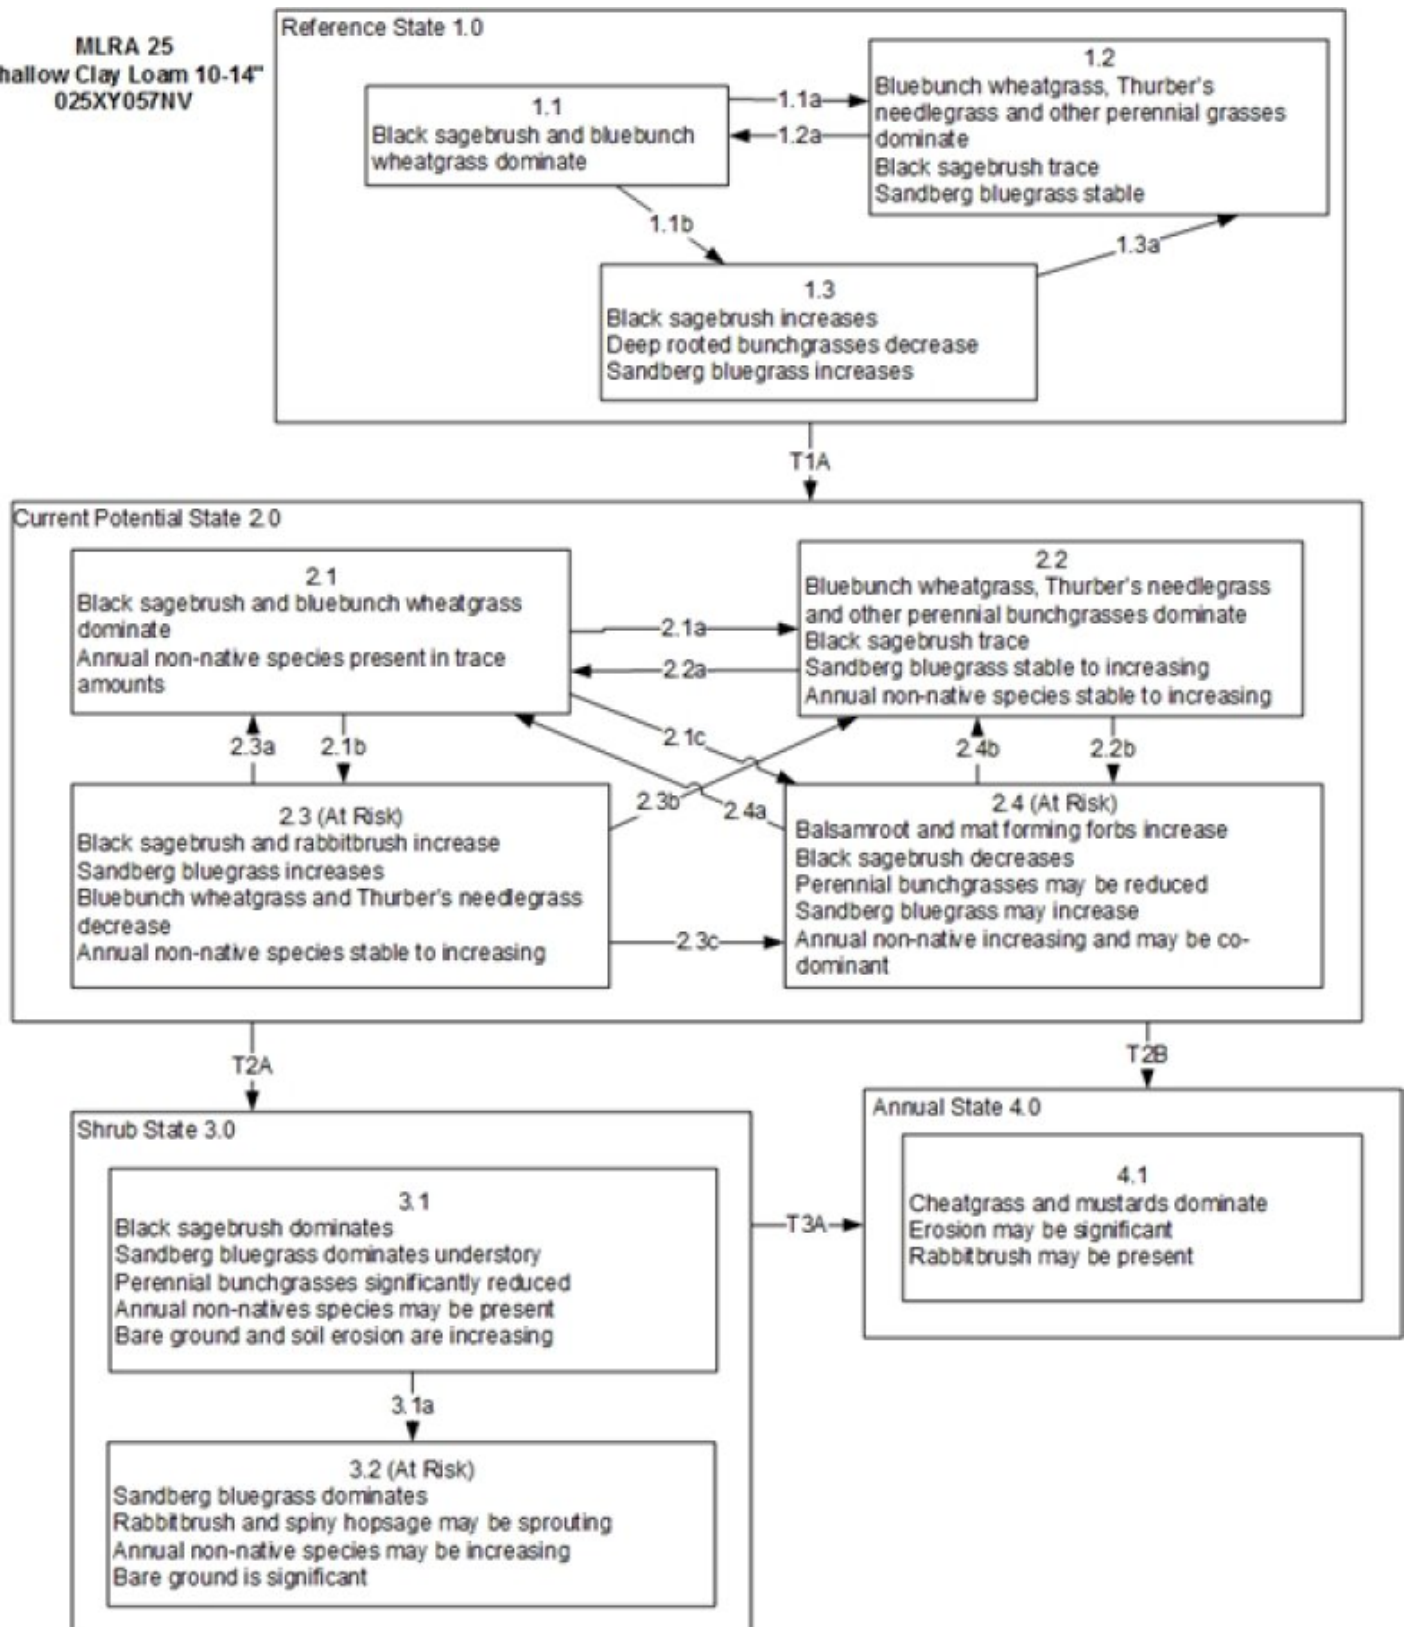 MLRA 25
hallow Clay Loam 10-14"
025XY057NV
Reference State 1.0
1.1
Black sagebrush and bluebunch
wheatgrass dominate
1.1a
1.2a
1.2
Bluebunch wheatgrass, Thurber's
needlegrass and other perennial grasses
dominate
Black sagebrush trace
Sandberg bluegrass stable
1.1b
1.3a
1.3
Black sagebrush increases
Deep rooted bunchgrasses decrease
Sandberg bluegrass increases
T1A
Current Potential State 2.0
2.1
Black sagebrush and bluebunch wheatgrass
dominate
Annual non-native species present in trace
amounts
2.1a
2.2a
2.2
Bluebunch wheatgrass, Thurber's needlegrass
and other perennial bunchgrasses dominate
Black sagebrush trace
Sandberg bluegrass stable to increasing
Annual non-native species stable to increasing
2.3a
2.1b
2.1c
2.4b
2.2b
2.3b
2.4a
2.3 (At Risk)
Black sagebrush and rabbitbrush increase
Sandberg bluegrass increases
Bluebunch wheatgrass and Thurber's needlegrass
decrease
Annual non-native species stable to increasing
2.3c
2.4 (At Risk)
Balsamroot and mat forming forbs increase
Black sagebrush decreases
Perennial bunchgrasses may be reduced
Sandberg bluegrass may increase
Annual non-native increasing and may be co-
dominant
T2A
T2B
Shrub State 3.0
3.1
Black sagebrush dominates
Sandberg bluegrass dominates understory
Perennial bunchgrasses significantly reduced
Annual non-natives species may be present
Bare ground and soil erosion are increasing
T3A
Annual State 4.0
4.1
Cheatgrass and mustards dominate
Erosion may be significant
Rabbitbrush may be present
3.1a
3.2 (At Risk)
Sandberg bluegrass dominates
Rabbitbrush and spiny hopsage may be sprouting
Annual non-native species may be increasing
Bare ground is significant